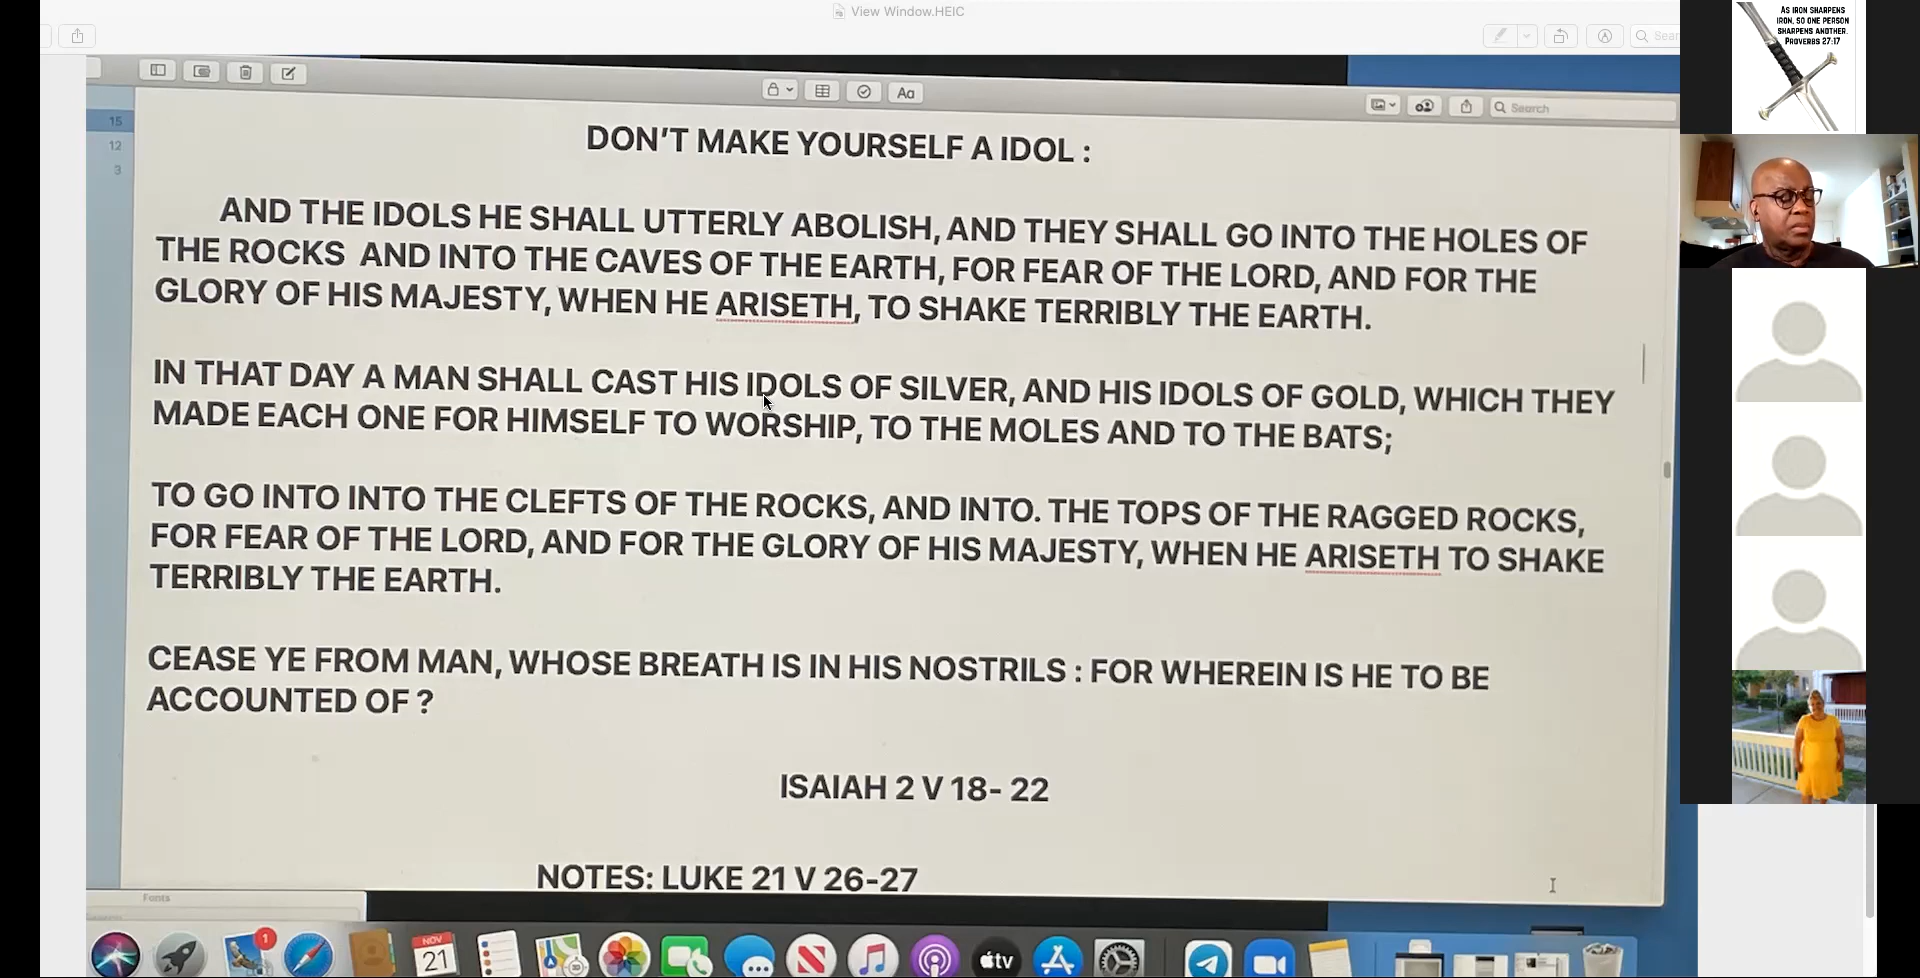 View Window.HEIC
Sear
AS IRON SHARPENS
IRON, SO ONE PERSON
SHARPENS ANOTHER.
PROVERBS 27:17
Aa
Search
15
12
3
DON'T MAKE YOURSELF A IDOL :
AND THE IDOLS HE SHALL UTTERLY ABOLISH, AND THEY SHALL GO INTO THE HOLES OF
THE ROCKS AND INTO THE CAVES OF THE EARTH, FOR FEAR OF THE LORD, AND FOR THE
GLORY OF HIS MAJESTY, WHEN HE ARISETH, TO SHAKE TERRIBLY THE EARTH.
IN THAT DAY A MAN SHALL CAST HIS IDOLS OF SILVER, AND HIS IDOLS OF GOLD, WHICH THEY
MADE EACH ONE FOR HIMSELF TO WORSHIP, TO THE MOLES AND TO THE BATS;
TO GO INTO INTO THE CLEFTS OF THE ROCKS, AND INTO. THE TOPS OF THE RAGGED ROCKS,
FOR FEAR OF THE LORD, AND FOR THE GLORY OF HIS MAJESTY, WHEN HE ARISETH TO SHAKE
TERRIBLY THE EARTH.
CEASE YE FROM MAN, WHOSE BREATH IS IN HIS NOSTRILS : FOR WHEREIN IS HE TO BE
ACCOUNTED OF ?
ISAIAH 2 V 18- 22
NOTES: LUKE 21 V 26-27
Fonts
1
NOV
21
tv